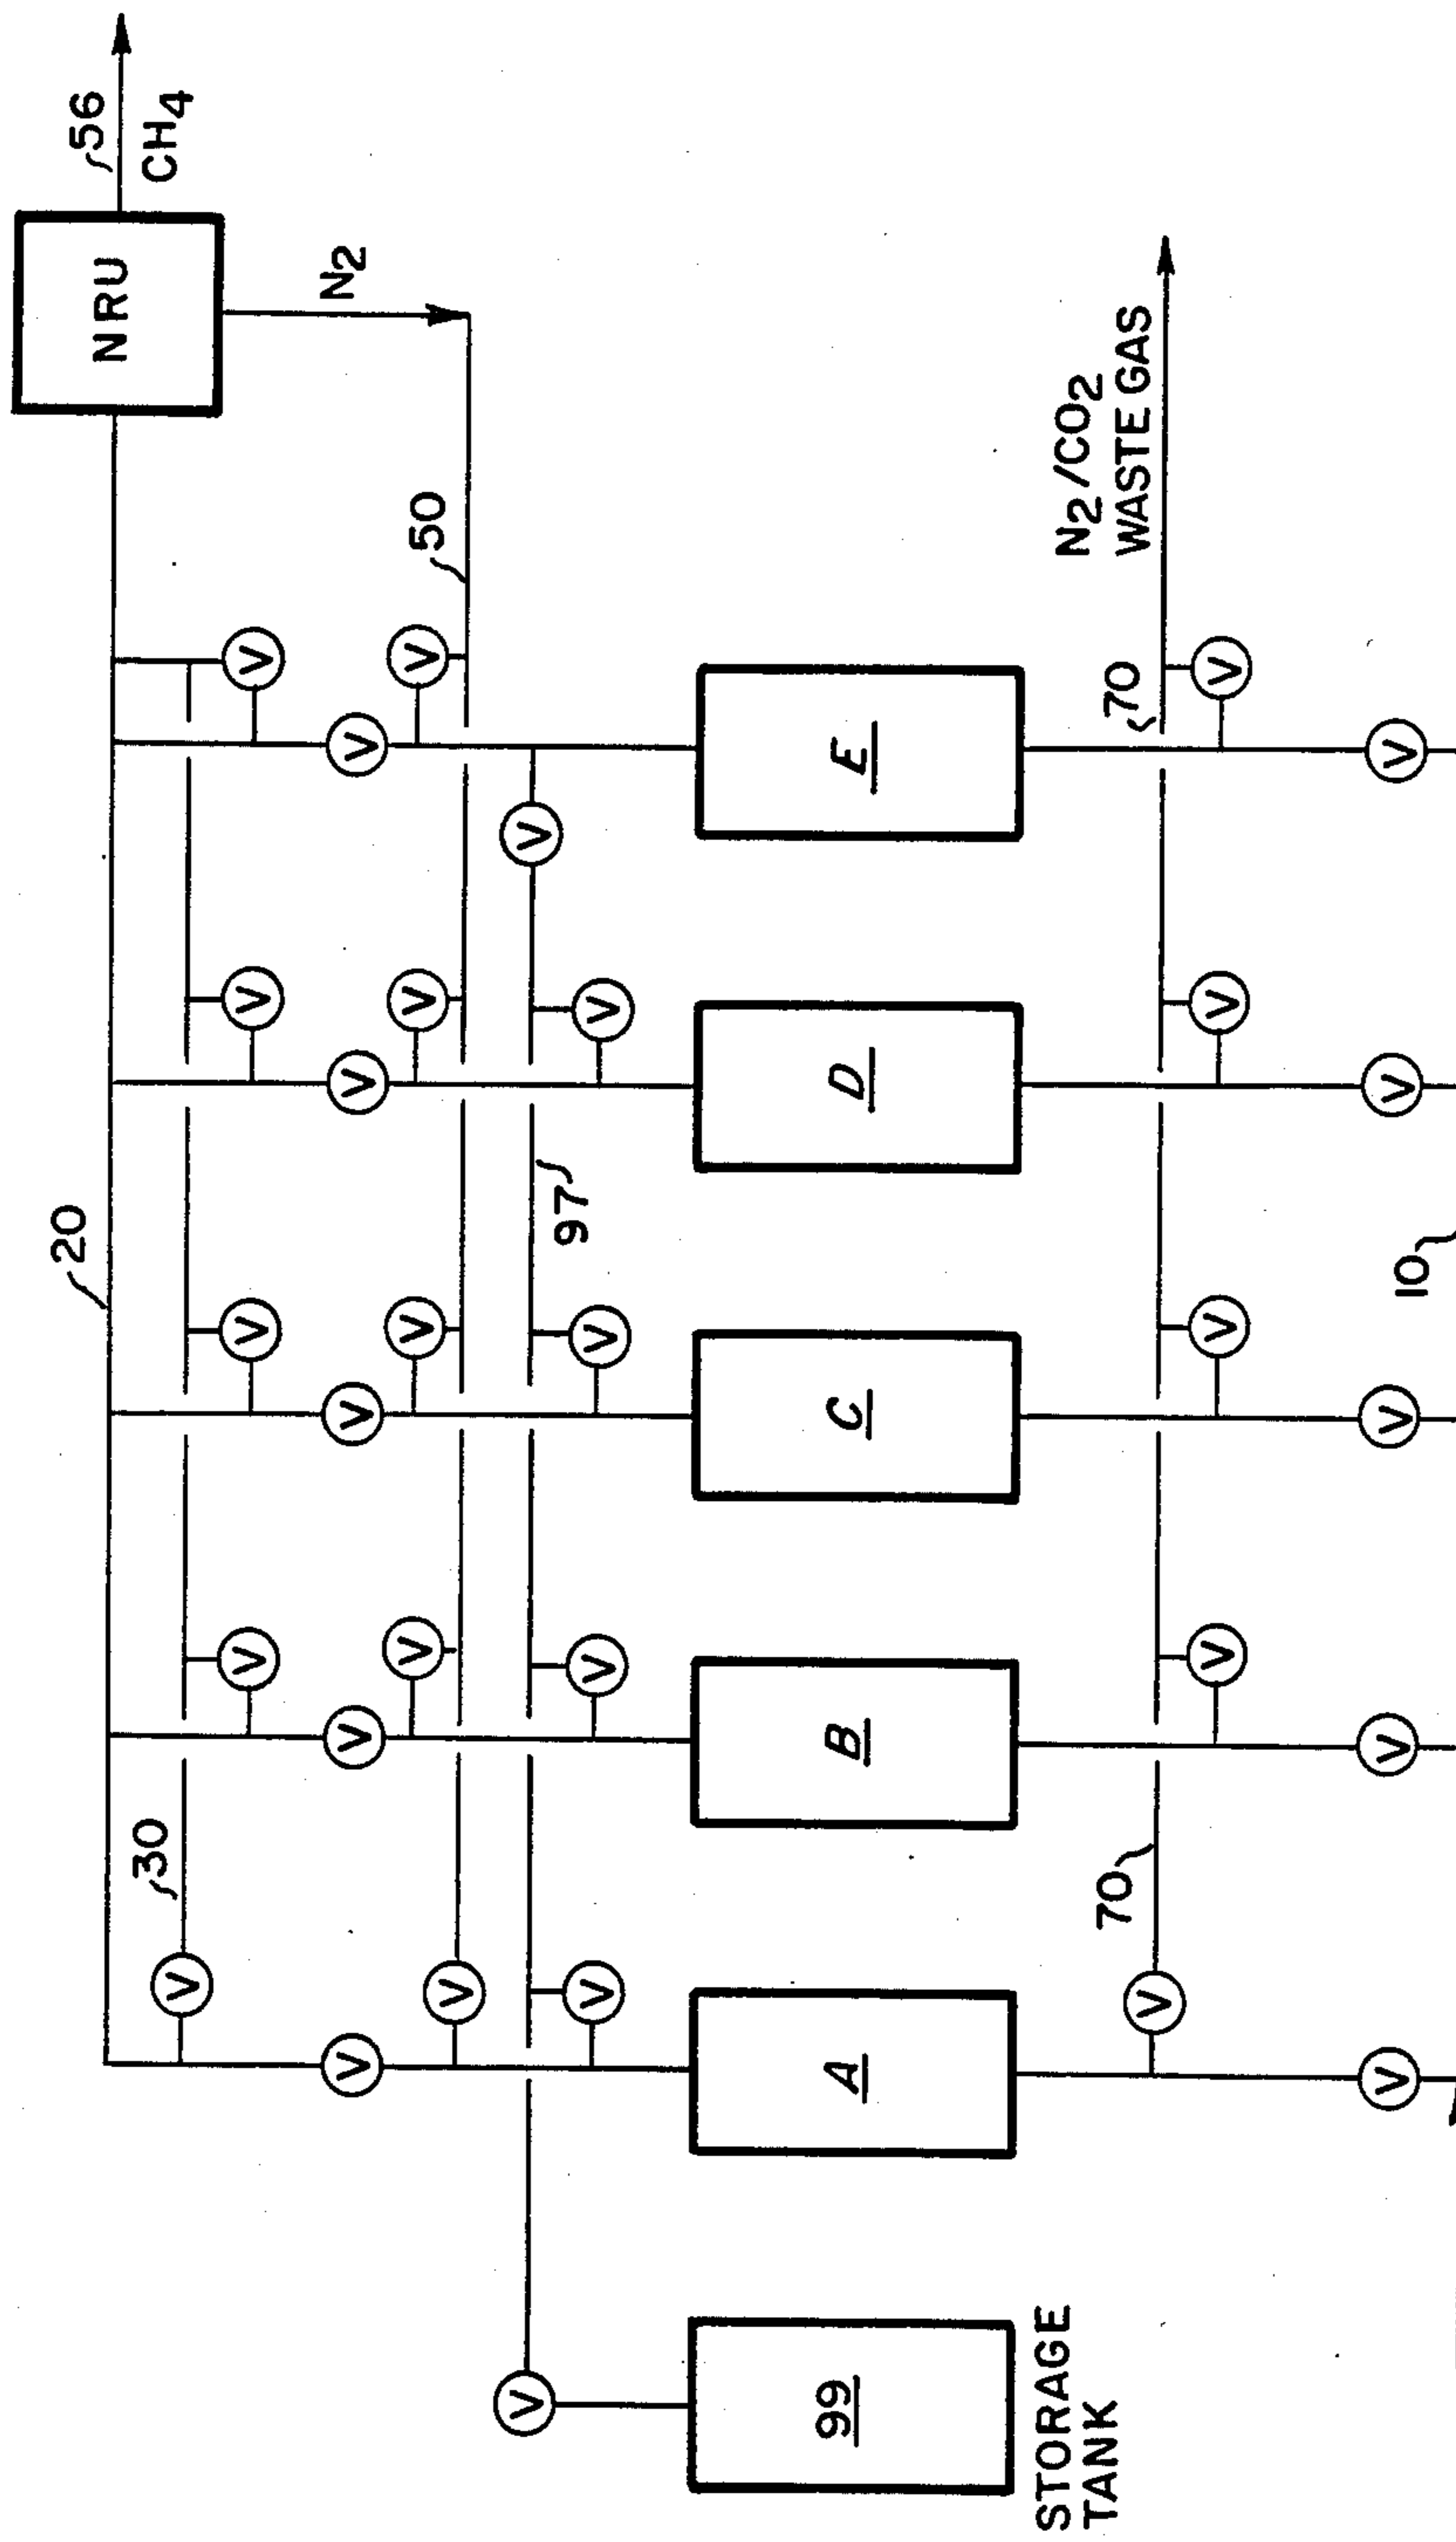 20
56
NRU
30
CH4
V
V V V V
N2
V V V V V
V V V V
50
V
V V
97
V V V V
99 A B C D E
STORAGE
TANK
N2/CO2
WASTE GAS
70 70
V
V V V V
V V V V V
10